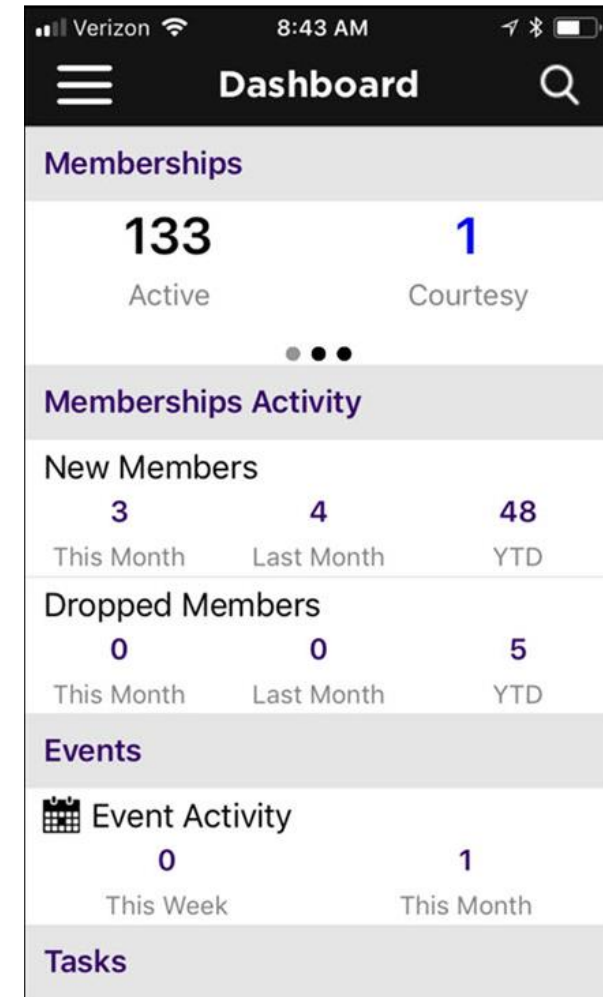 Verizon 8:43 AM
Dashboard
Memberships
133 1
Active Courtesy
Memberships Activity
New Members
3 4 48
This Month Last Month YTD
Dropped Members
0 0 5
This Month Last Month YTD
Events
Event Activity
0 1
This Week This Month
Tasks